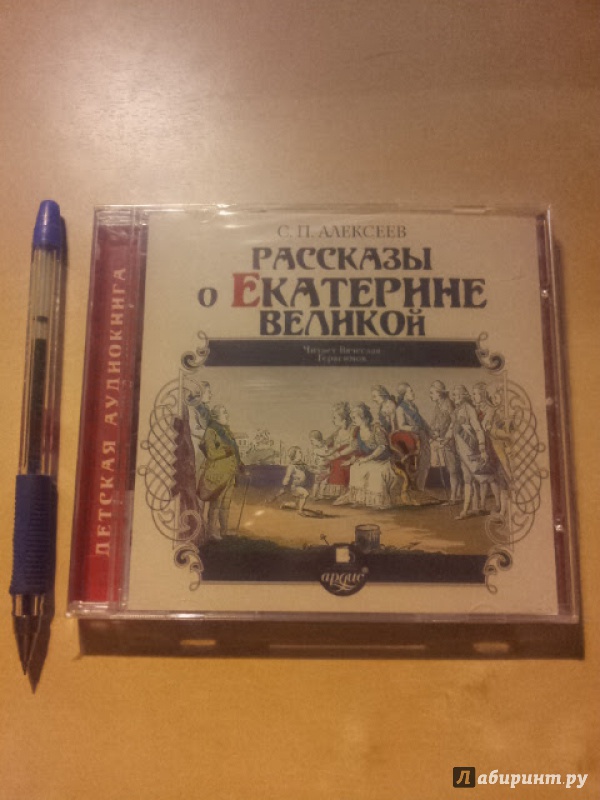 С. П. АЛЕКСЕЕВ
РАССКАЗЫ
О ЕКАТЕРИНЕ
ВЕЛИКОЙ
Читает Вячеслав
Герасимов
ДЕТСКАЯ АУДИОКНИГА
ардис
Лабиринт.ру